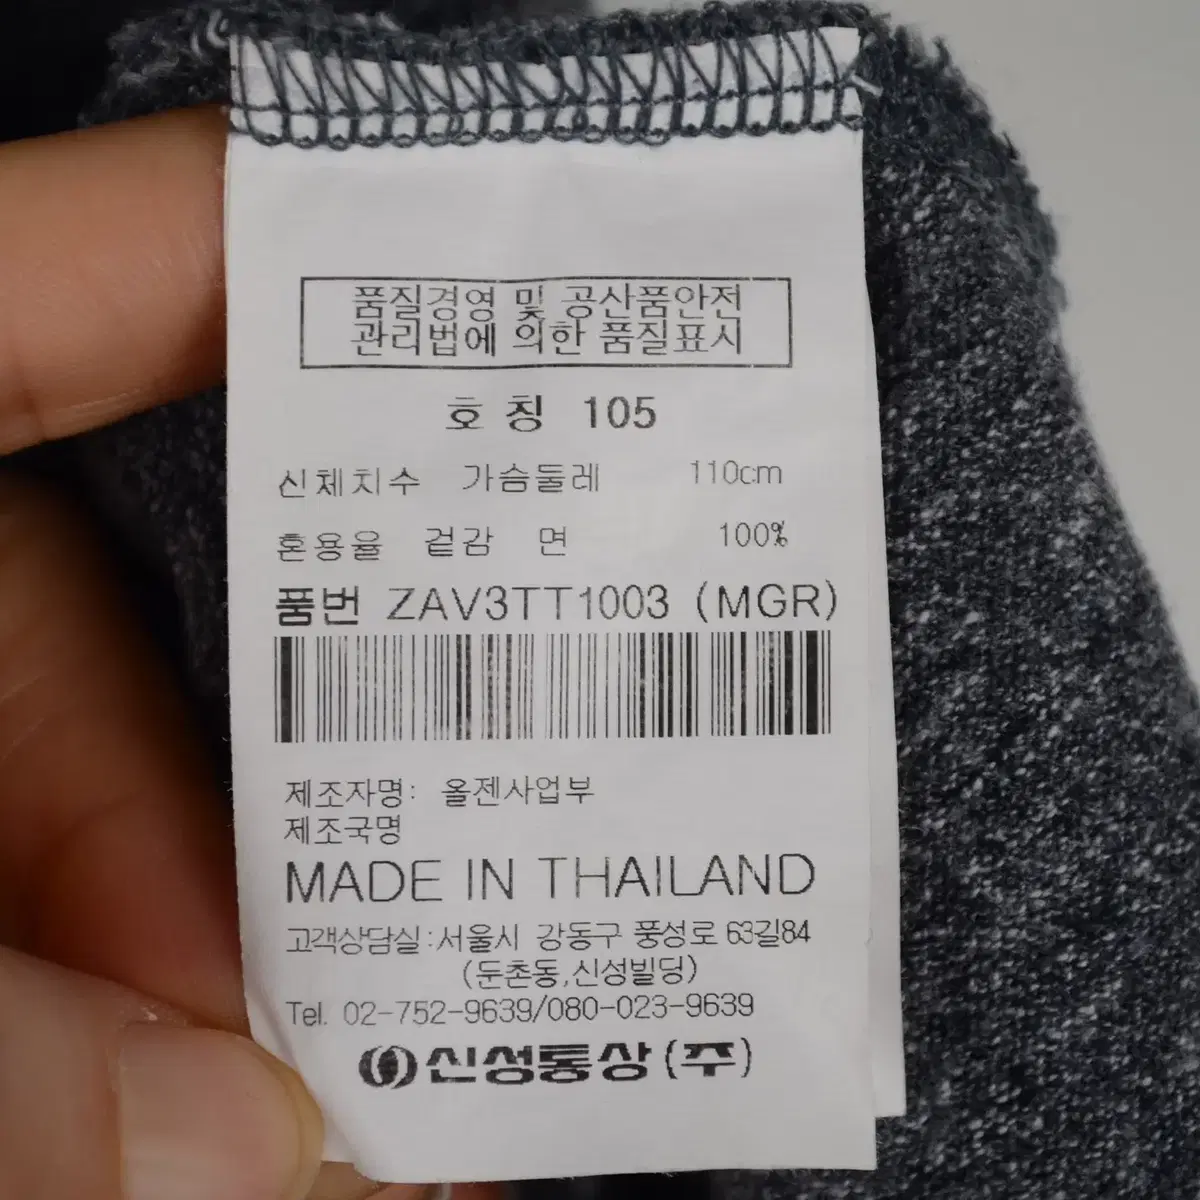 품질경영 및 공산품안전
관리법에 의한 품질표시
호칭 105
신체치수 가슴둘레 110cm
혼용율 겉감 면 100%
품번 ZAV3TT1003 (MGR)
제조자명: 올젠사업부
제조국명
MADE IN THAILAND
고객상담실:서울시 강동구 풍성로 63길84
(둔촌동,신성빌딩)
Tel. 02-752-9639/080-023-9639
신성통상(주)